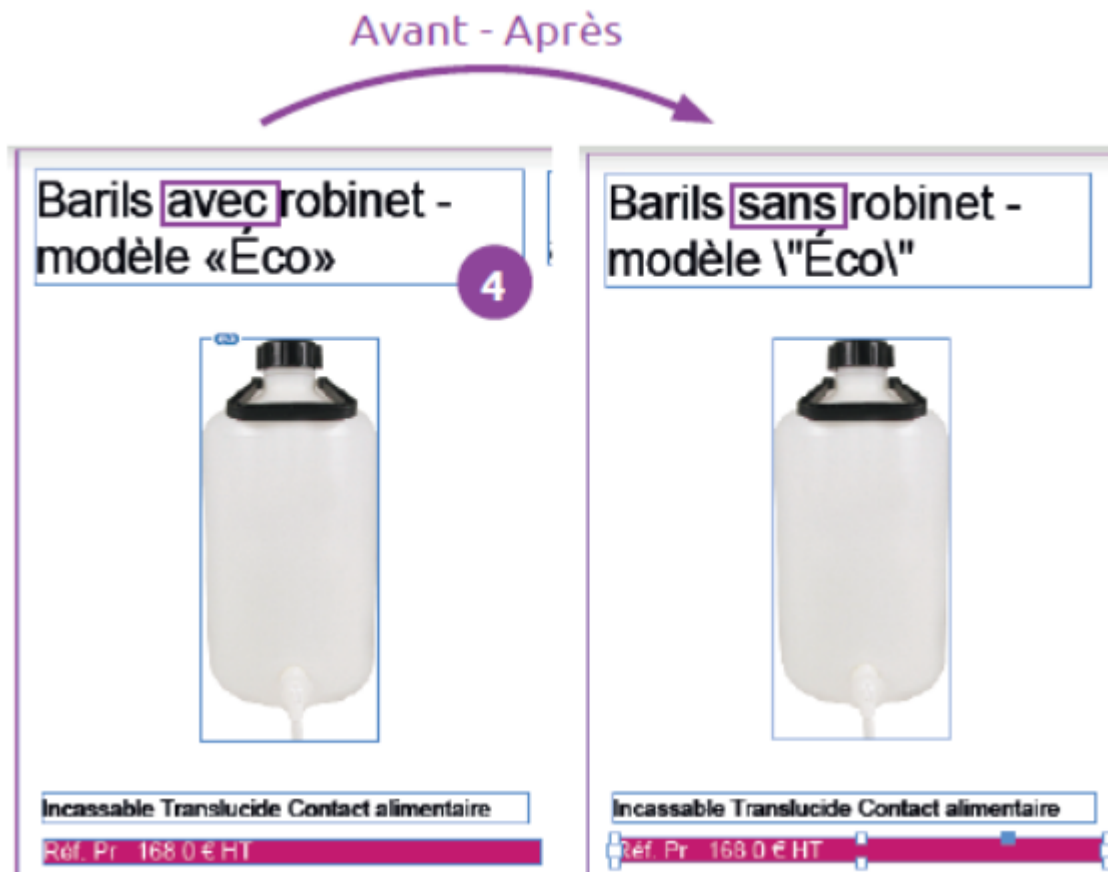 Avant - Après
Barils avec robinet -
modèle «Éco»
4
Incassable Translucide Contact alimentaire
Réf. Pr 168 0 € HT
Barils sans robinet -
modèle \"Éco\"
Incassable Translucide Contact alimentaire
Réf. Pr 168 0 € HT